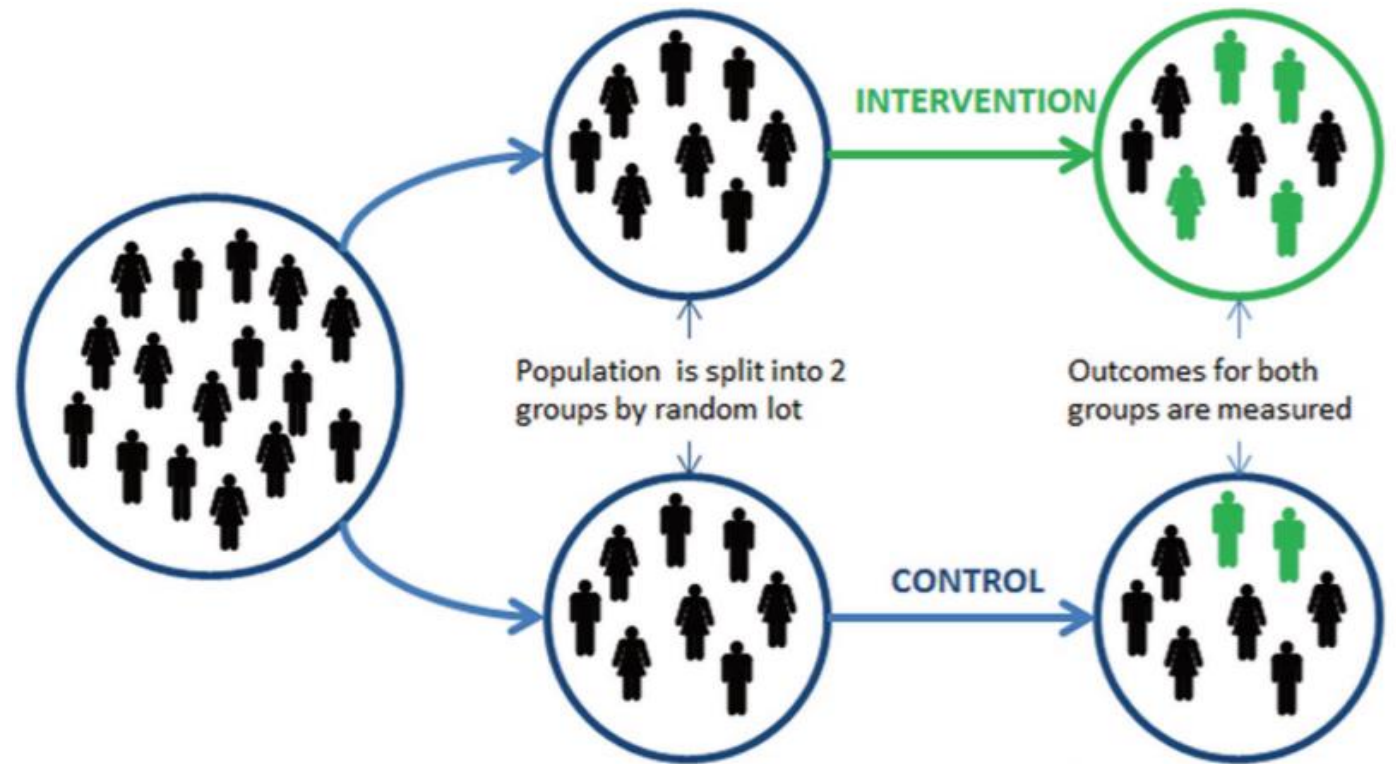 INTERVENTION
Population is split into 2
groups by random lot
Outcomes for both
groups are measured
CONTROL